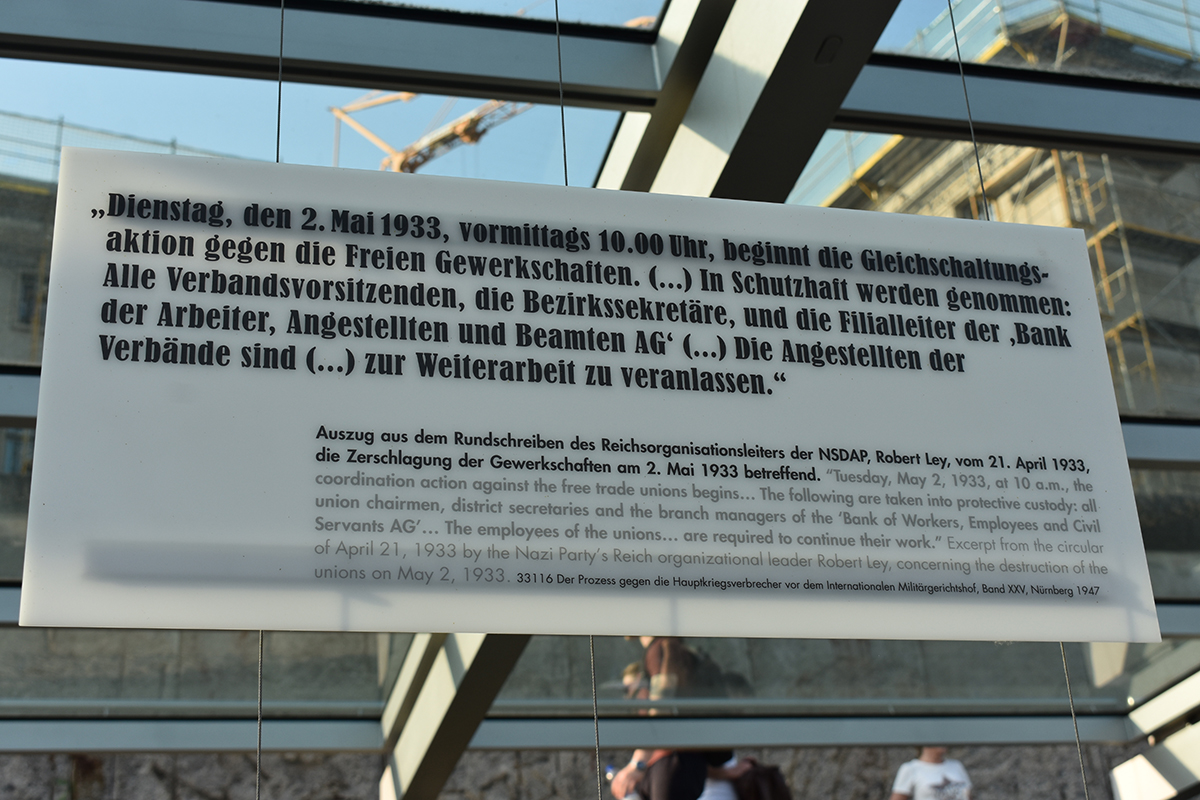 „Dienstag, den 2. Mai 1933, vormittags 10.00 Uhr, beginnt die Gleichschaltungs-
aktion gegen die Freien Gewerkschaften. (...) In Schutzhaft werden genommen:
Alle Verbandsvorsitzenden, die Bezirkssekretäre, und die Filialleiter der ‚Bank
der Arbeiter, Angestellten und Beamten AG‘ (...) Die Angestellten der
Verbände sind (...) zur Weiterarbeit zu veranlassen.“
Auszug aus dem Rundschreiben des Reichsorganisationsleiters der NSDAP, Robert Ley, vom 21. April 1933,
die Zerschlagung der Gewerkschaften am 2. Mai 1933 betreffend. “Tuesday, May 2, 1933, at 10 a.m., the
coordination action against the free trade unions begins... The following are taken into protective custody: all
union chairmen, district secretaries and the branch managers of the ‘Bank of Workers, Employees and Civil
Servants AG’... The employees of the unions... are required to continue their work.” Excerpt from the circular
of April 21, 1933 by the Nazi Party’s Reich organizational leader Robert Ley, concerning the destruction of the
unions on May 2, 1933. 33116 Der Prozess gegen die Hauptkriegsverbrecher vor dem Internationalen Militärgerichtshof, Band XXV, Nürnberg 1947